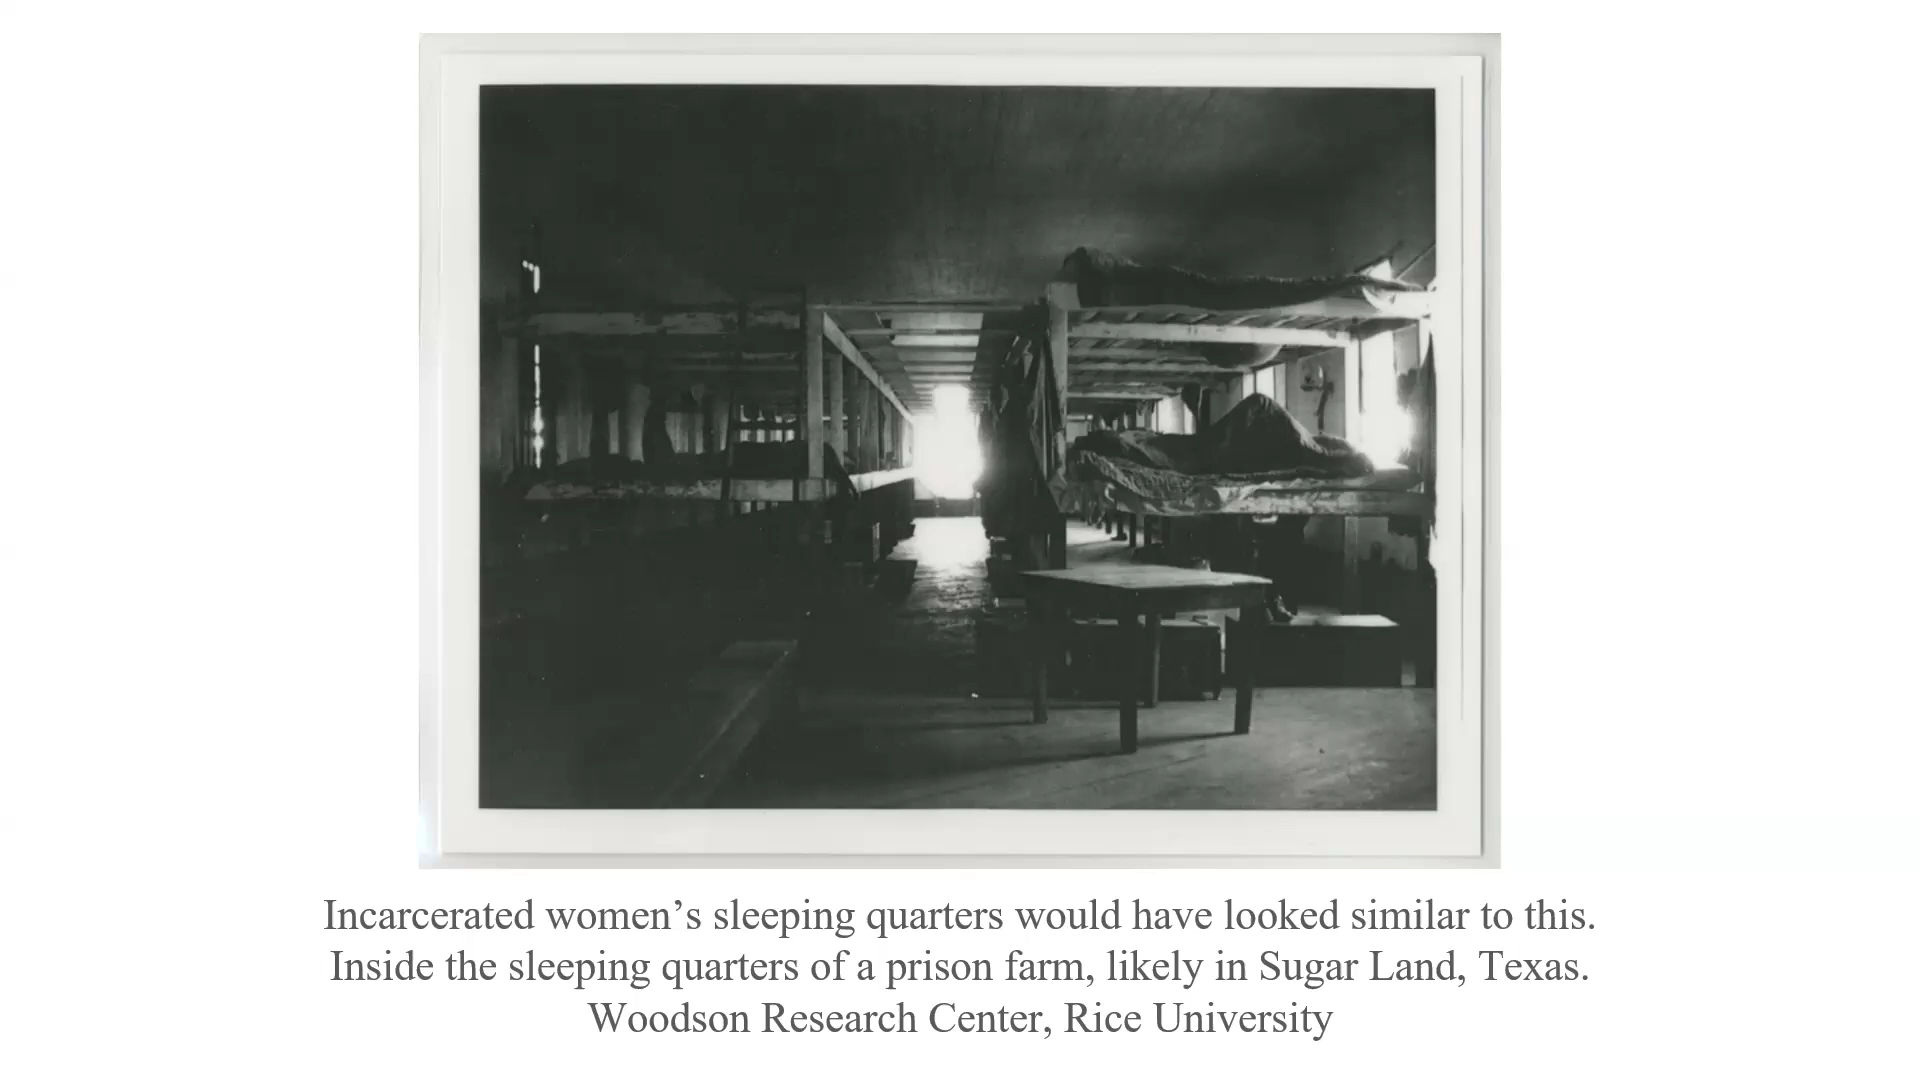 Incarcerated women’s sleeping quarters would have looked similar to this.
Inside the sleeping quarters of a prison farm, likely in Sugar Land, Texas.
Woodson Research Center, Rice University